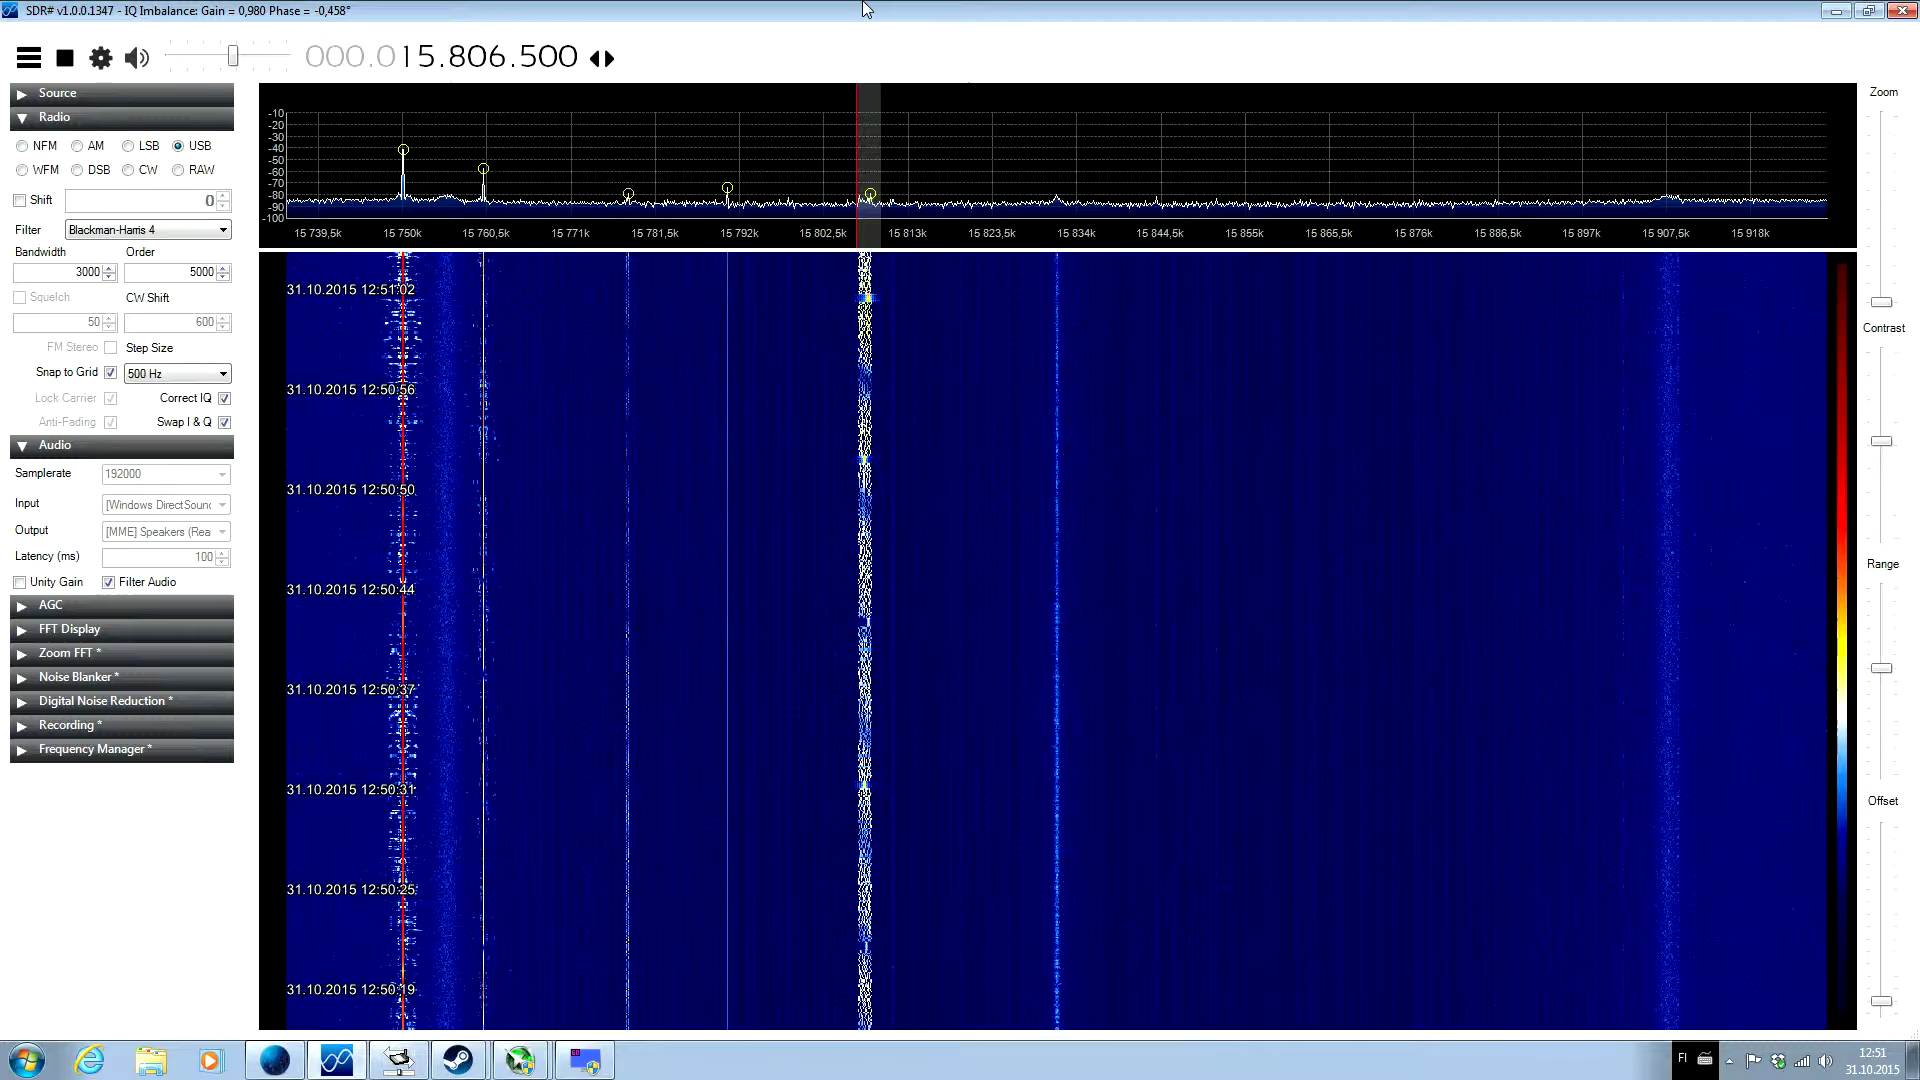 SDR# v1.0.0.1347 - IQ Imbalance: Gain = 0,980 Phase = -0,458°
000.015.806.500
Source
Radio
NFM AM LSB USB
WFM DSB CW RAW
Shift 0
Filter Blackman-Harris 4
Bandwidth Order
3000 5000
Squelch CW Shift
50 600
FM Stereo Step Size
Snap to Grid 500 Hz
Lock Carrier Correct IQ
Anti-Fading Swap I & Q
Audio
Samplerate 192000
Input [Windows DirectSound
Output [MME] Speakers (Rea
Latency (ms) 100
Unity Gain Filter Audio
AGC
FFT Display
Zoom FFT *
Noise Blanker *
Digital Noise Reduction *
Recording *
Frequency Manager *
-10
-20
-30
-40
-50
-60
-70
-80
-90
-100
15 739,5k 15 750k 15 760,5k 15 771k 15 781,5k 15 792k 15 802,5k 15 813k 15 823,5k 15 834k 15 844,5k 15 855k 15 865,5k 15 876k 15 886,5k 15 897k 15 907,5k 15 918k
31.10.2015 12:51:02
31.10.2015 12:50:56
31.10.2015 12:50:50
31.10.2015 12:50:44
31.10.2015 12:50:37
31.10.2015 12:50:31
31.10.2015 12:50:25
31.10.2015 12:50:19
Zoom
Contrast
Range
Offset
FI
12:51
31.10.2015